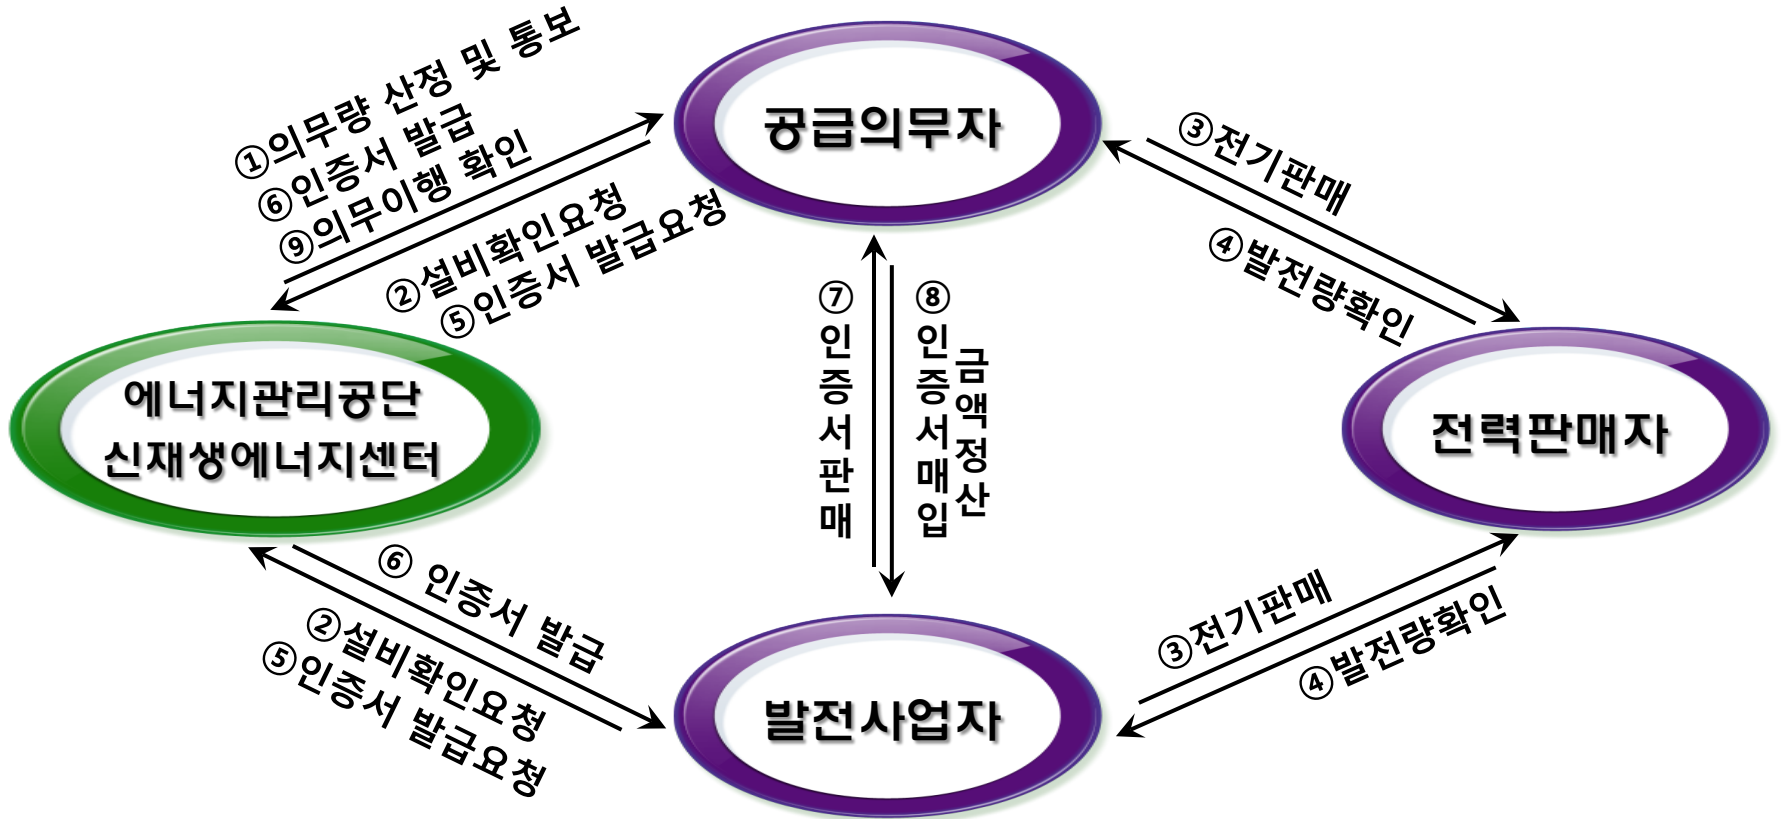 ①의무량 산정 및 통보
⑥인증서 발급
⑨의무이행 확인
②설비확인요청
⑤인증서 발급요청
공급의무자
③전기판매
④발전량확인
에너지관리공단
신재생에너지센터
⑦인증서판매
⑧인증서매입
금액정산
전력판매자
⑥ 인증서 발급
②설비확인요청
⑤인증서 발급요청
발전사업자
③전기판매
④발전량확인